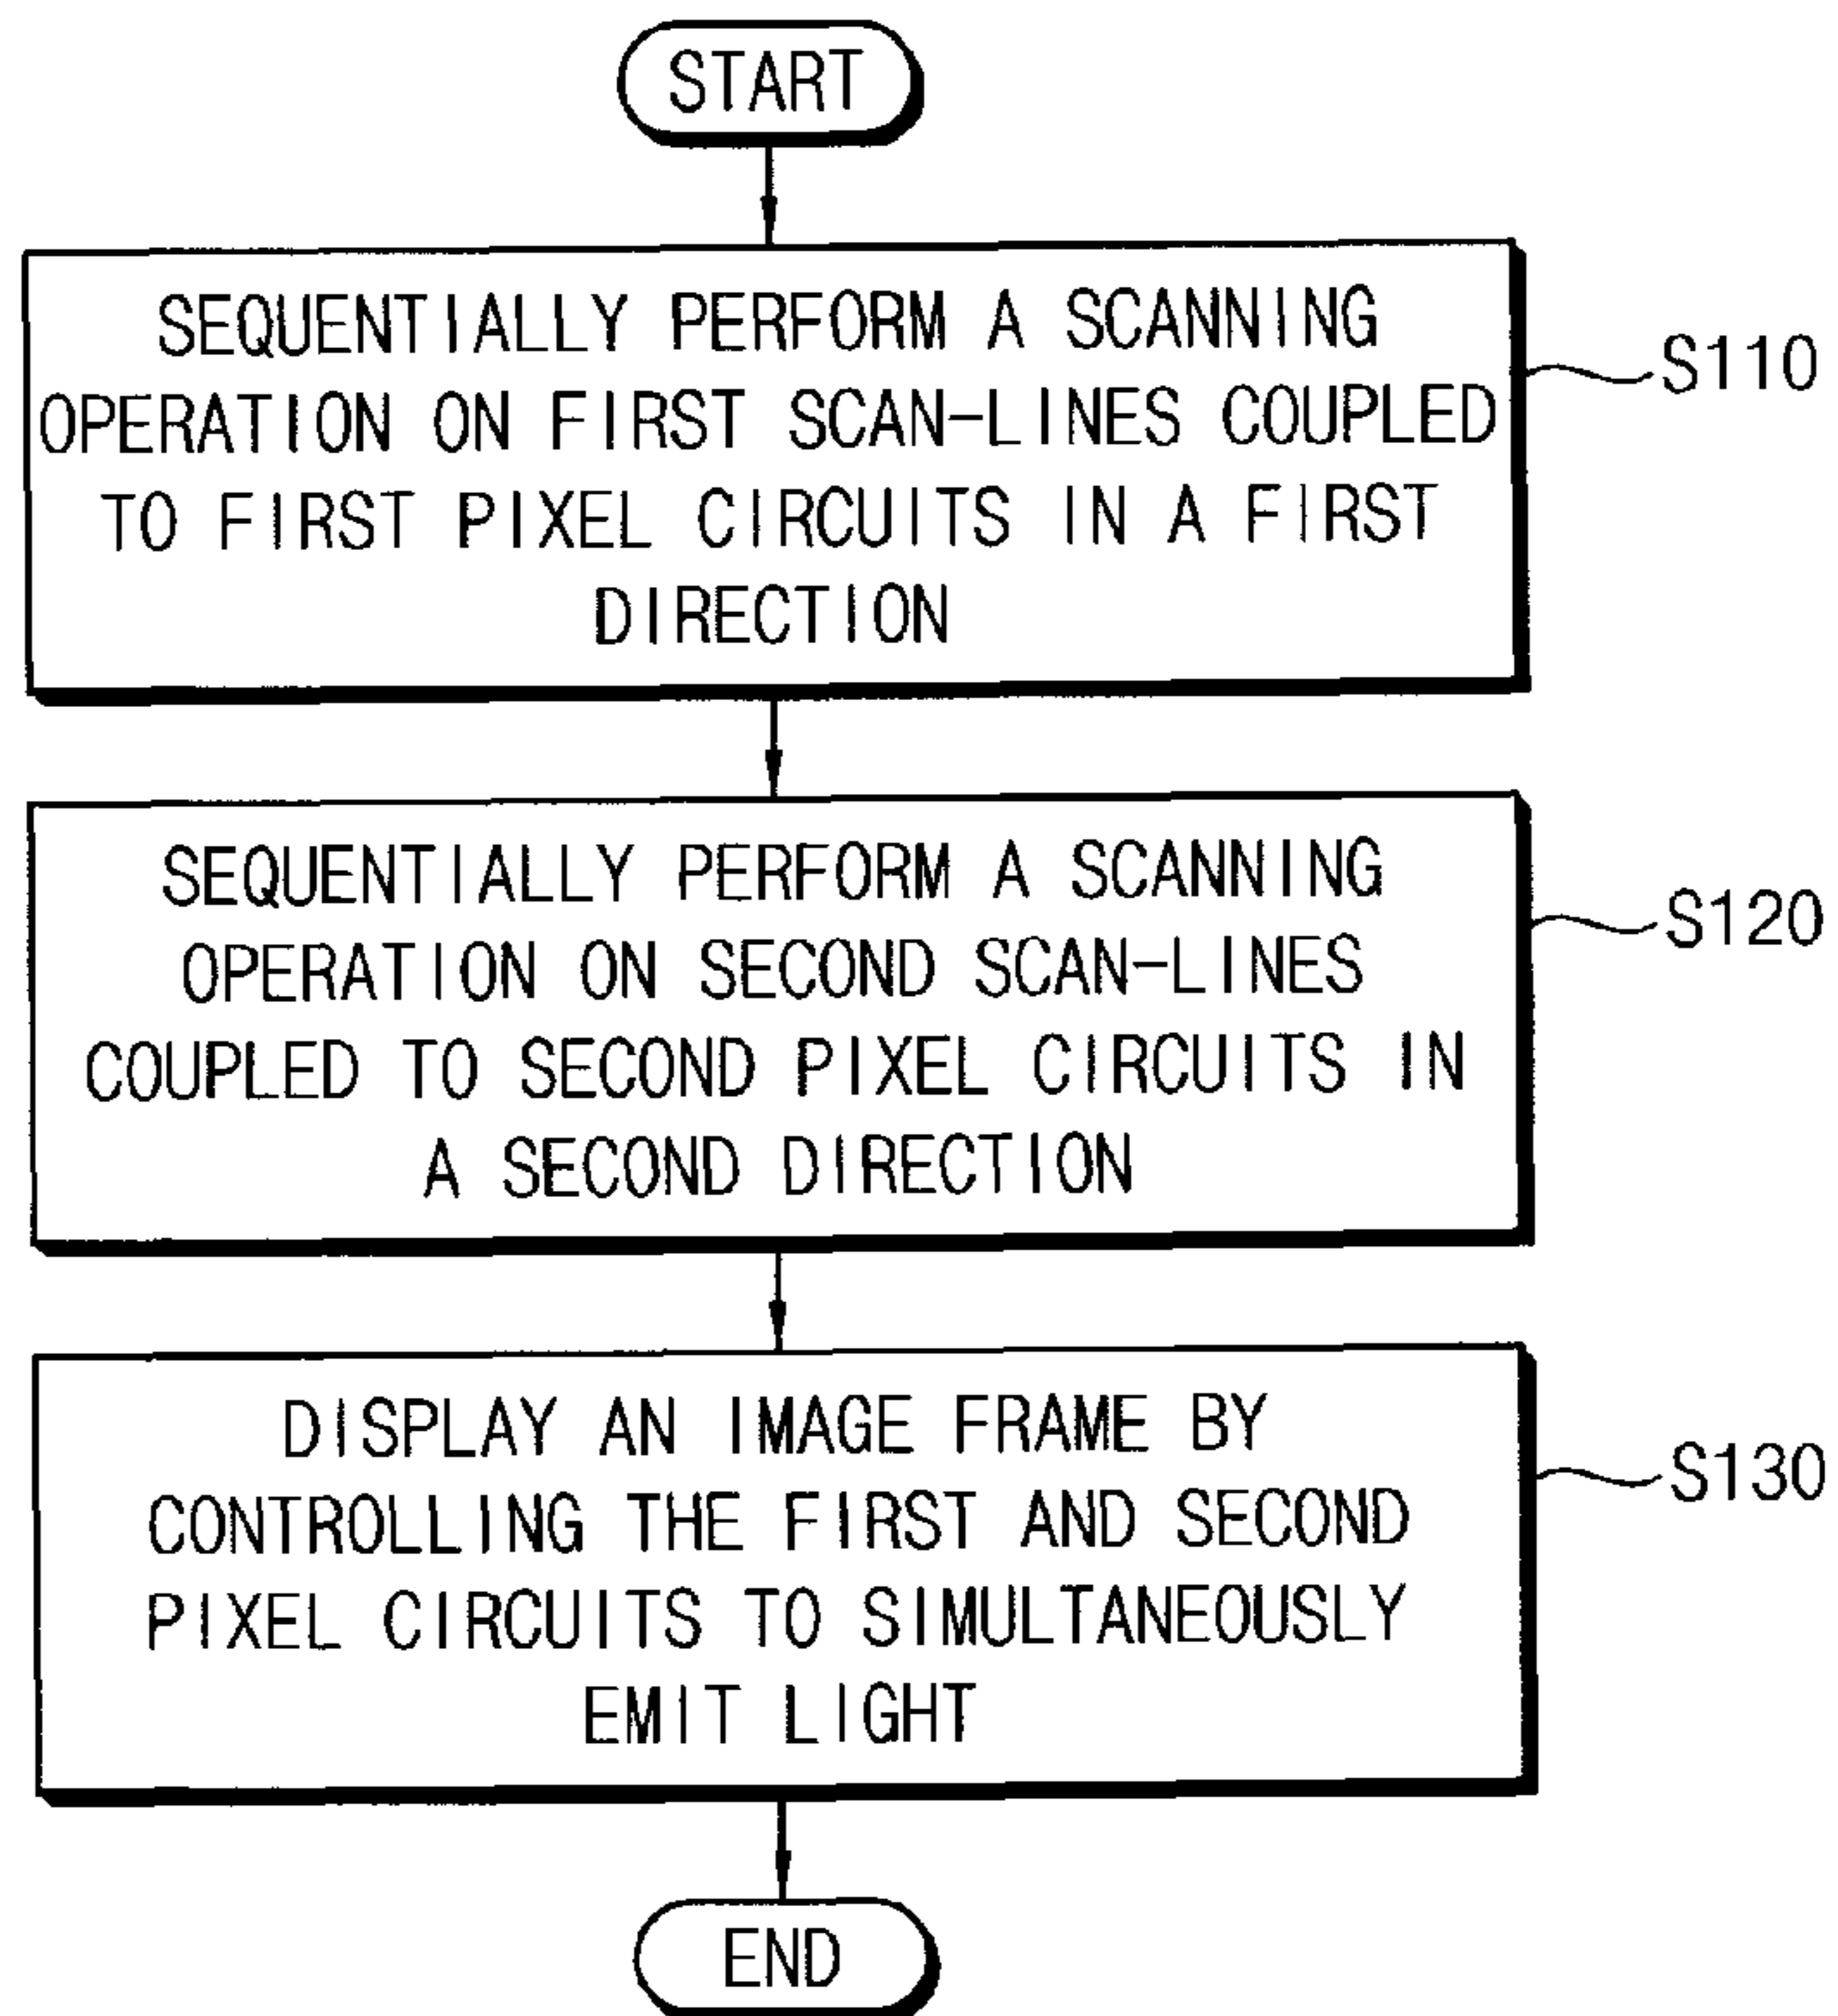 START
SEQUENTIALLY PERFORM A SCANNING
OPERATION ON FIRST SCAN-LINES COUPLED
TO FIRST PIXEL CIRCUITS IN A FIRST
DIRECTION
S110
SEQUENTIALLY PERFORM A SCANNING
OPERATION ON SECOND SCAN-LINES
COUPLED TO SECOND PIXEL CIRCUITS IN
A SECOND DIRECTION
S120
DISPLAY AN IMAGE FRAME BY
CONTROLLING THE FIRST AND SECOND
PIXEL CIRCUITS TO SIMULTANEOUSLY
EMIT LIGHT
S130
END